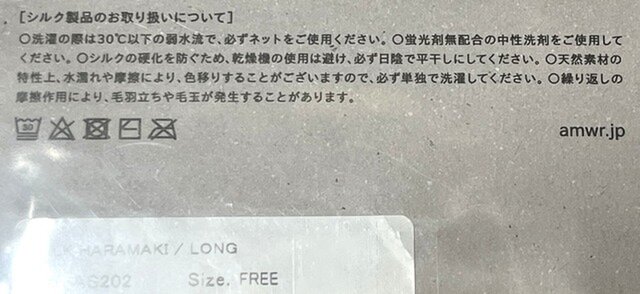 [シルク製品のお取り扱いについて]
○洗濯の際は30℃以下の弱水流で、必ずネットをご使用ください。○蛍光剤無配合の中性洗剤をご使用して
ください。○シルクの硬化を防ぐため、乾燥機の使用は避け、必ず日陰で平干しにしてください。○天然素材の
特性上、水濡れや摩擦により、色移りすることがございますので、必ず単独で洗濯してください。○繰り返しの
摩擦作用により、毛羽立ちや毛玉が発生することがあります。
30
amwr.jp
HARAMAKI / LONG
S202 Size. FREE